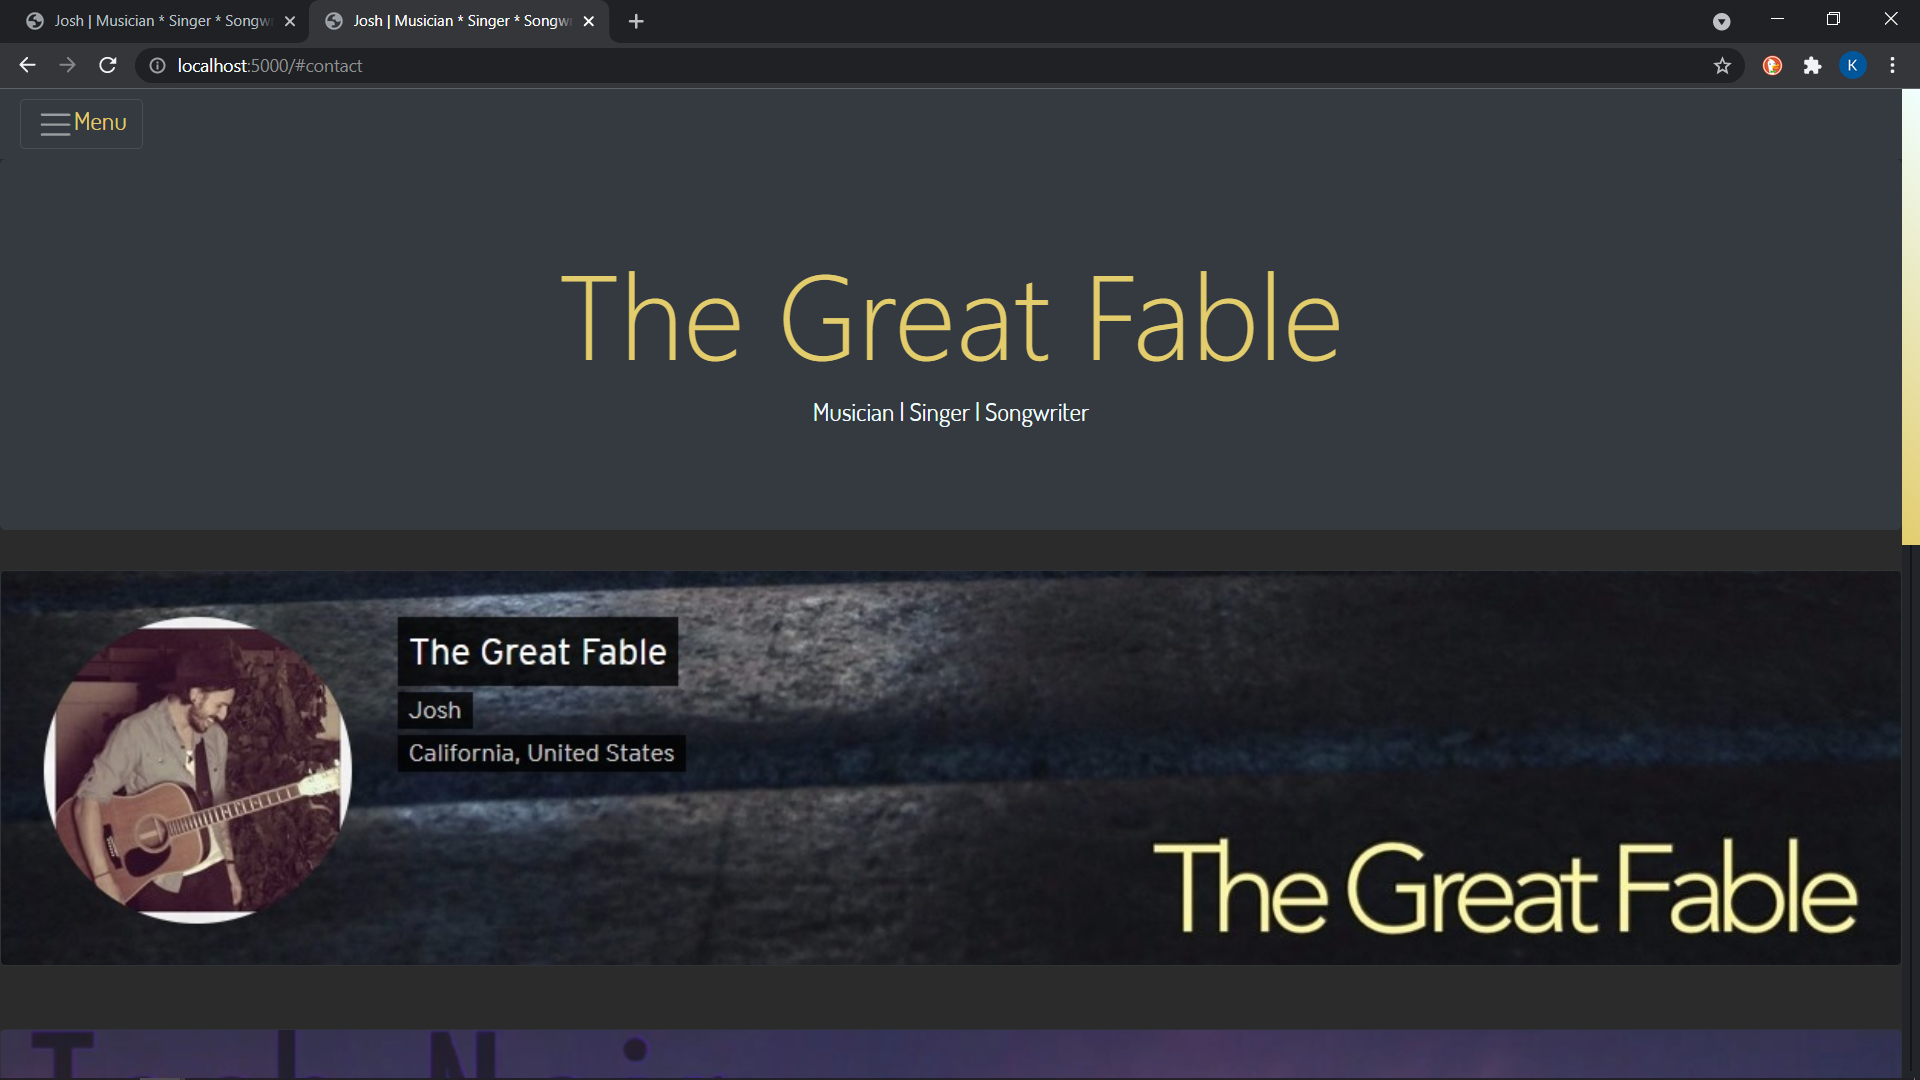 Josh | Musician * Singer * Songw
Josh | Musician * Singer * Songw
localhost:5000/#contact
K
Menu
The Great Fable
Musician | Singer | Songwriter
The Great Fable
Josh
California, United States
The Great Fable